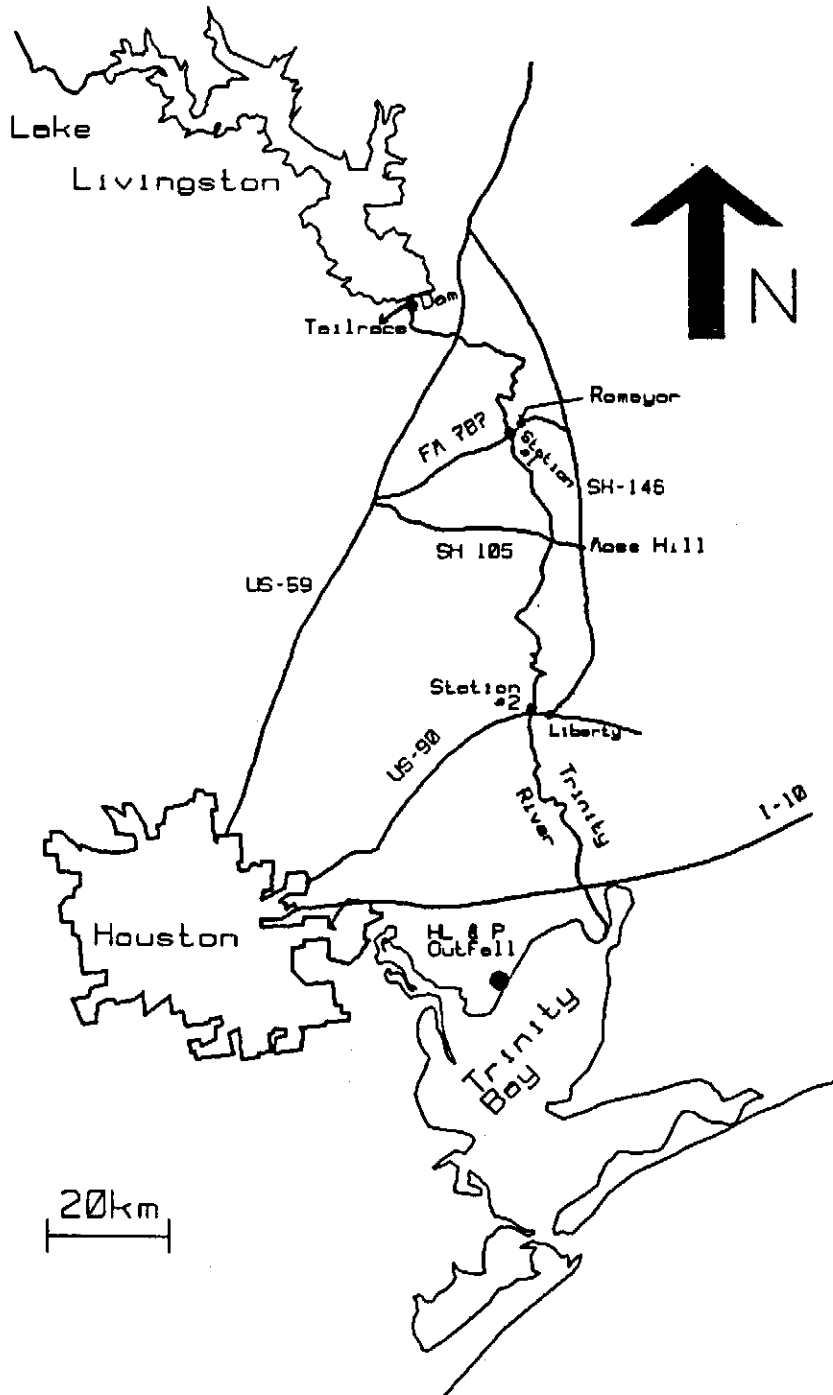 Lake
Livingston
N
Dam
Tailrace
Romayor
FM 787
Station
#1
SH-146
SH 105
Moss Hill
US-59
Station
#2
Liberty
US-90
Trinity
River
I-10
Houston
HL & P
Outfall
Trinity
Bay
20km